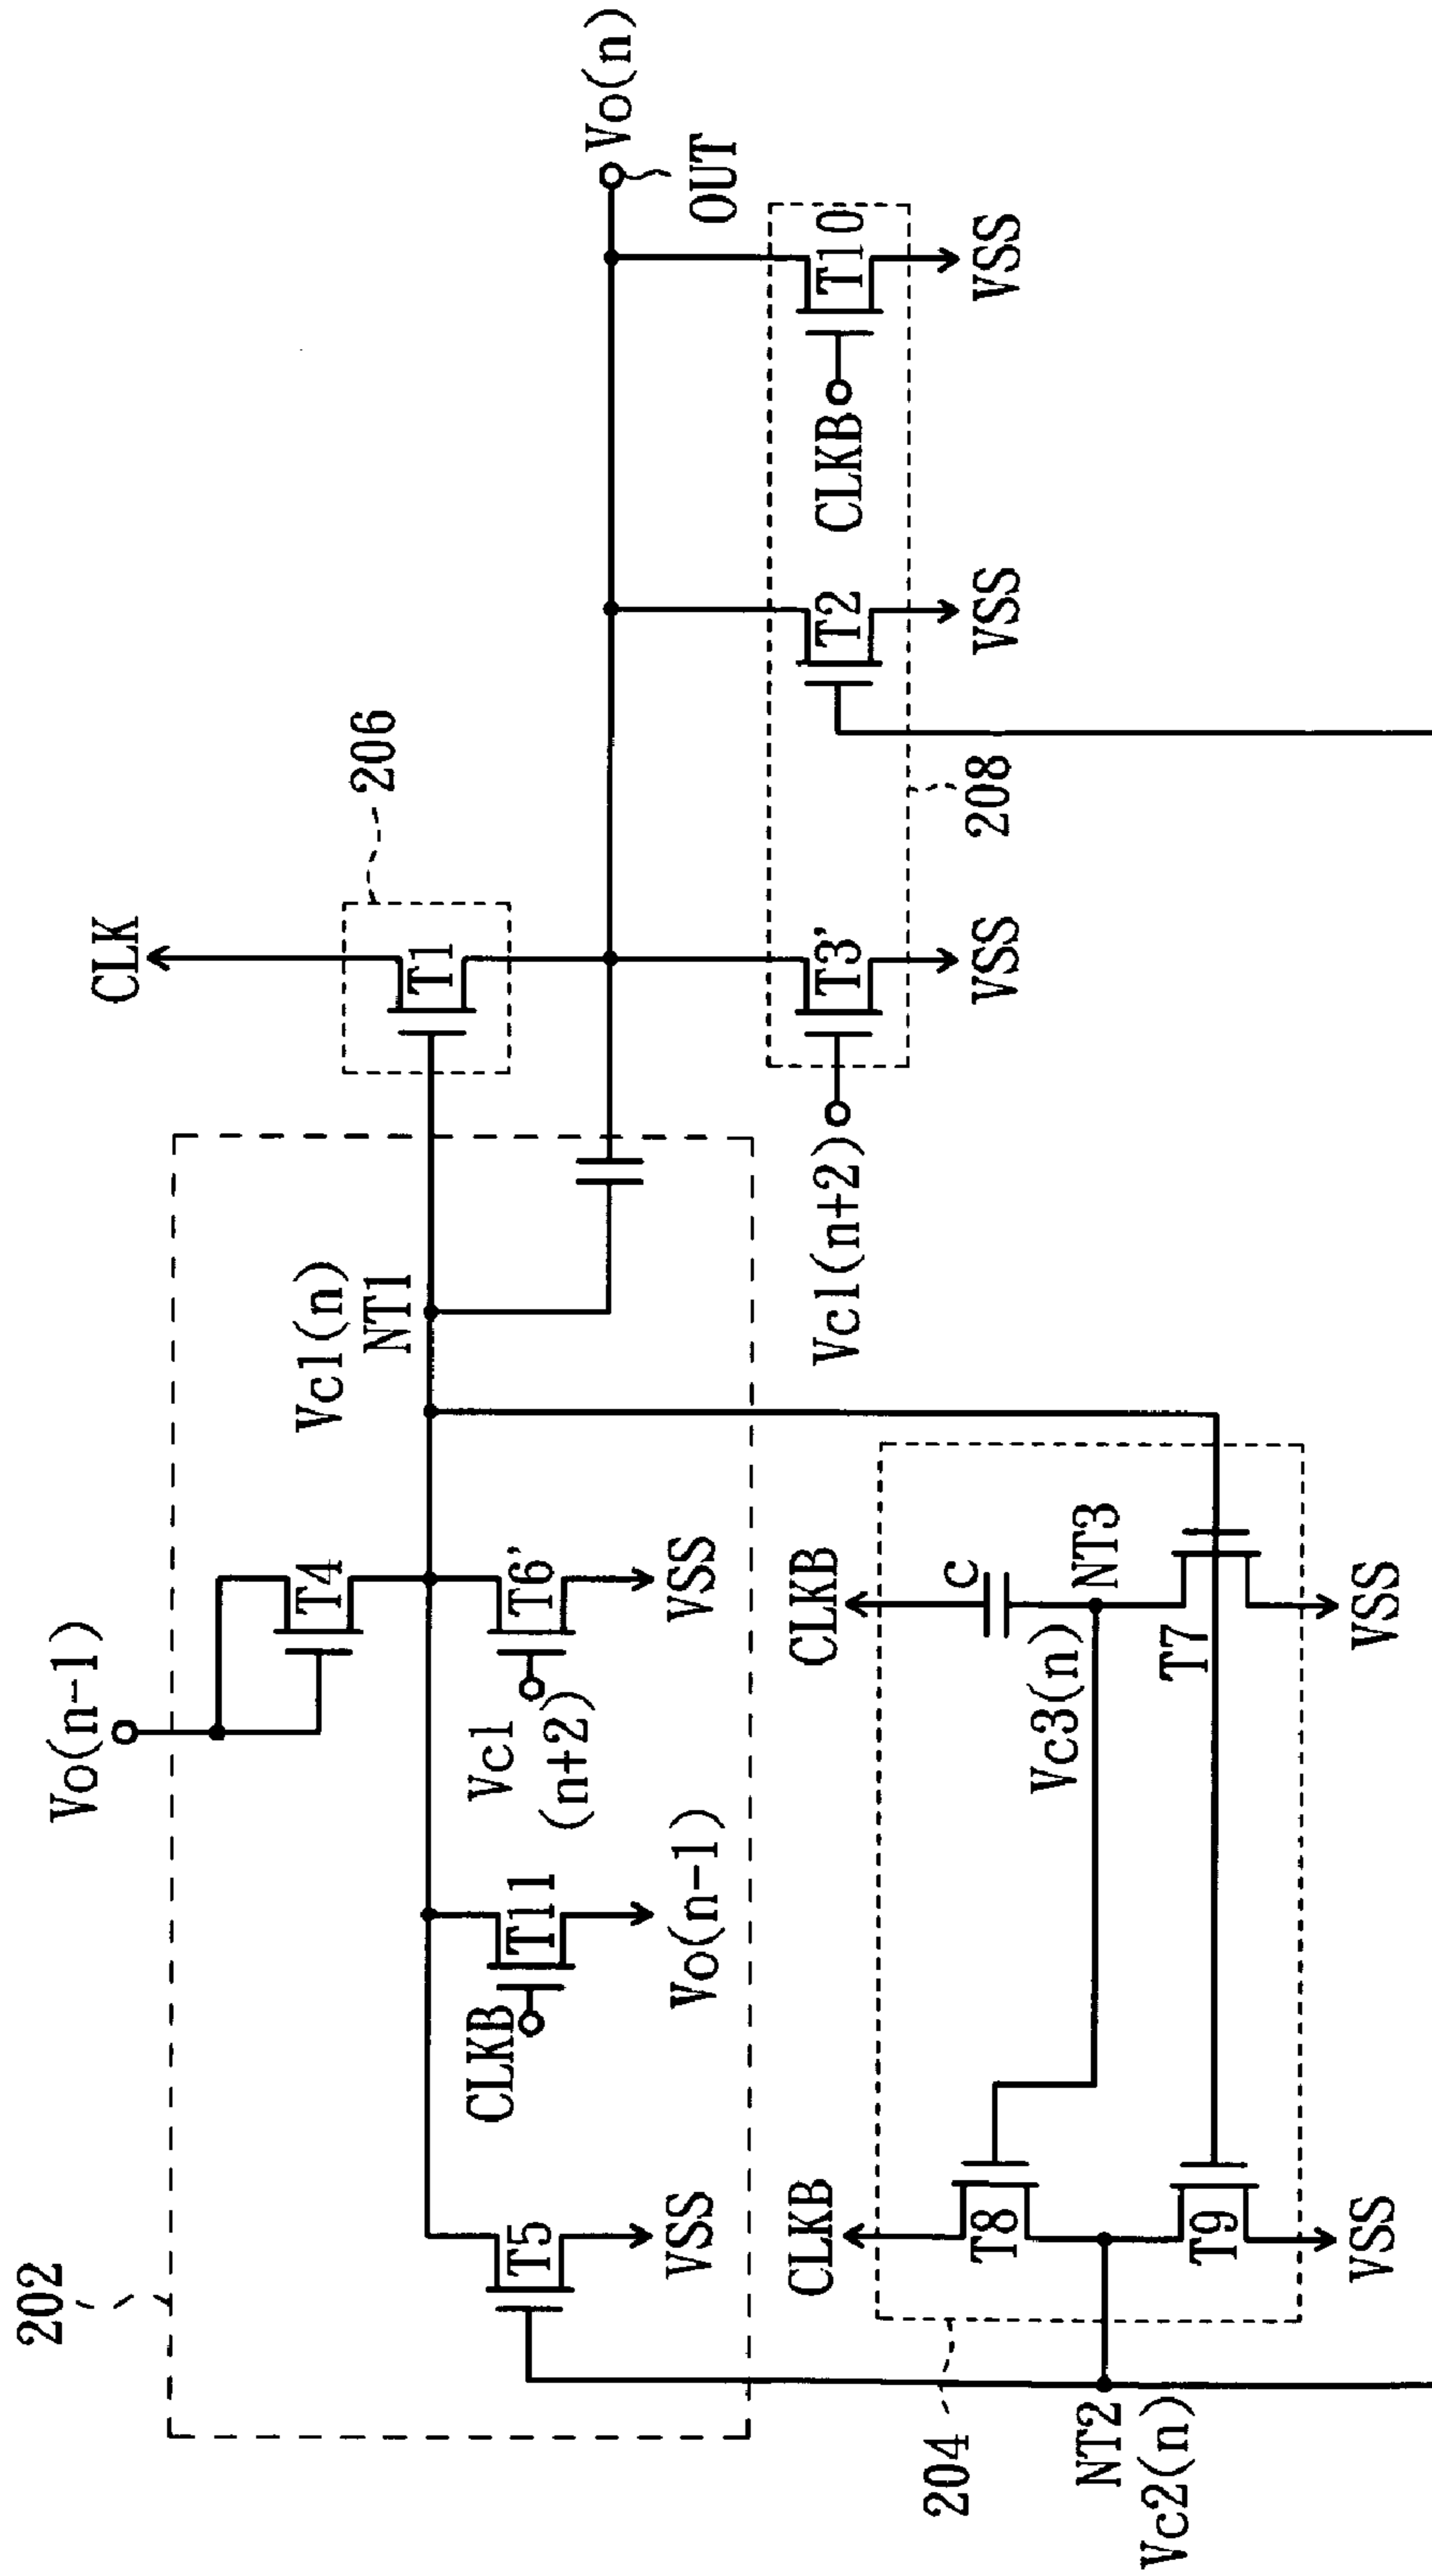 202
Vo(n-1)
T4
Vc1(n)
NT1
CLK
206
T1
T5
VSS
CLKB
T11
Vo(n-1)
Vc1
(n+2)
T6'
VSS
Vo(n)
OUT
Vc1(n+2)
T3'
VSS
208
T2
VSS
CLKB
T10
VSS
204
CLKB
T8
T9
VSS
NT2
Vc2(n)
CLKB
C
Vc3(n)
NT3
T7
VSS